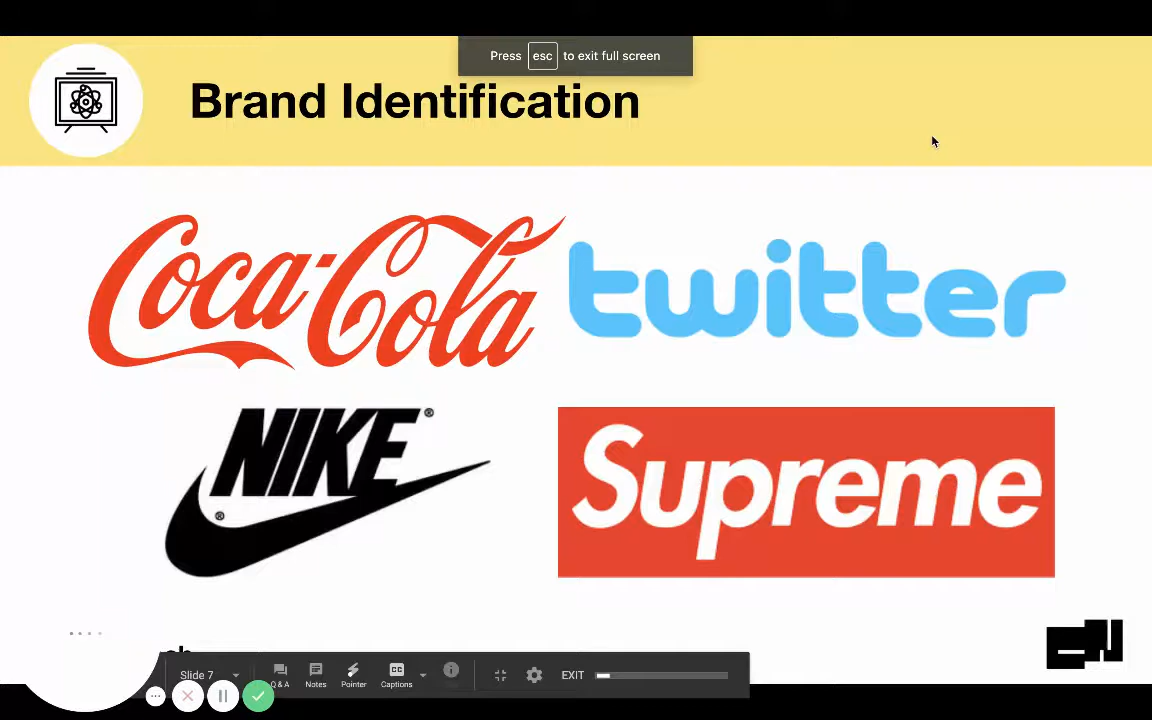 Press esc to exit full screen
Brand Identification
Coca-Cola
twitter
NIKE®
®
Supreme
Slide 7
Q & A
Notes
Pointer
CC
Captions
EXIT